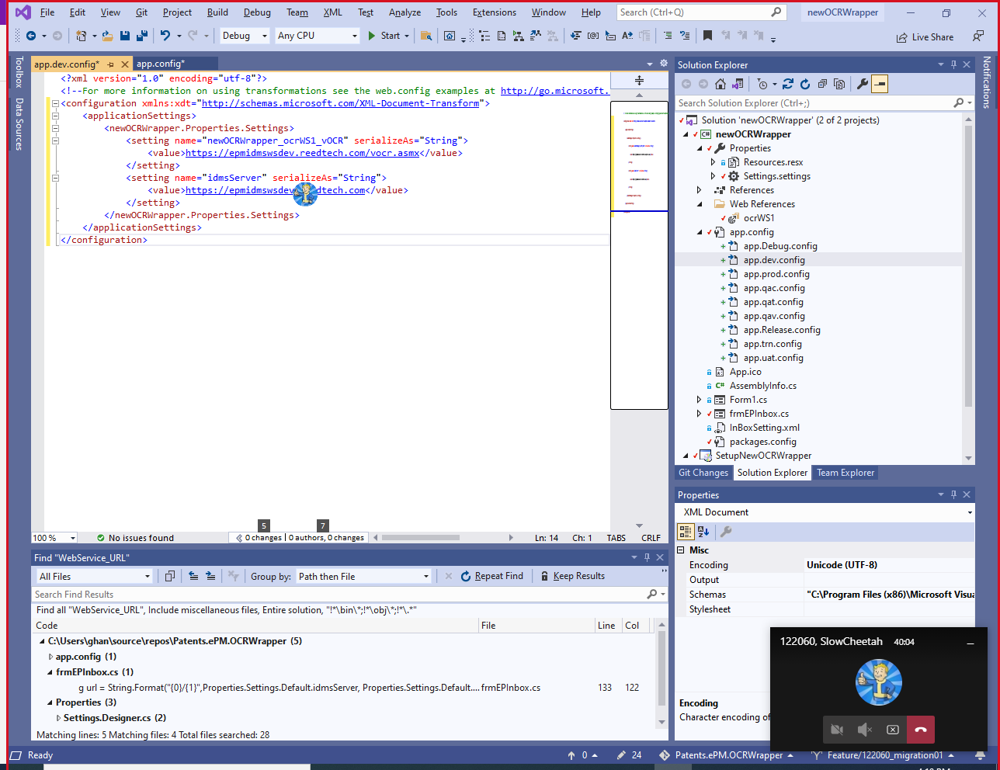 File Edit View Git Project Build Debug Team XML Test Analyze Tools Extensions Window Help Search (Ctrl+Q) newOCRWrapper
Debug Any CPU Start Live Share
Toolbox
Data Sources
Notifications
app.dev.config* app.config*
<?xml version="1.0" encoding="utf-8"?>
<!--For more information on using transformations see the web.config examples at http://go.microsoft.
<configuration xmlns:xdt="http://schemas.microsoft.com/XML-Document-Transform">
<applicationSettings>
<newOCRWrapper.Properties.Settings>
<setting name="newOCRWrapper_ocrWS1_vOCR" serializeAs="String">
<value>https://epmidmswsdev.reedtech.com/vocr.asmx</value>
</setting>
<setting name="idmsServer" serializeAs="String">
<value>https://epmidmswsdev dtech.com</value>
</setting>
</newOCRWrapper.Properties.Settings>
</applicationSettings>
</configuration>
5 7
100 % No issues found 0 changes | 0 authors, 0 changes Ln: 14 Ch: 1 TABS CRLF
Find "WebService_URL"
All Files Group by: Path then File Repeat Find Keep Results
Search Find Results
Find all "WebService_URL", Include miscellaneous files, Entire solution, "!*\bin\*;!*\obj\*;!*\.*"
Code File Line Col
C:\Users\ghan\source\repos\Patents.ePM.OCRWrapper (5)
app.config (1)
frmEPInbox.cs (1)
g url = String.Format("{0}/{1}",Properties.Settings.Default.idmsServer, Properties.Settings.Default.... frmEPInbox.cs 133 122
Properties (3)
Settings.Designer.cs (2)
Matching lines: 5 Matching files: 4 Total files searched: 28
Solution Explorer
Search Solution Explorer (Ctrl+;)
Solution 'newOCRWrapper' (2 of 2 projects)
newOCRWrapper
Properties
Resources.resx
Settings.settings
References
Web References
ocrWS1
app.config
app.Debug.config
app.dev.config
app.prod.config
app.qac.config
app.qat.config
app.qav.config
app.Release.config
app.trn.config
app.uat.config
App.ico
AssemblyInfo.cs
Form1.cs
frmEPInbox.cs
InBoxSetting.xml
packages.config
SetupNewOCRWrapper
Git Changes Solution Explorer Team Explorer
Properties
XML Document
Misc
Encoding Unicode (UTF-8)
Output
Schemas "C:\Program Files (x86)\Microsoft Visua
Stylesheet
Encoding
Character encoding of
122060, SlowCheetah 40:04
Ready 0 24 Patents.ePM.OCRWrapper Feature/122060_migration01